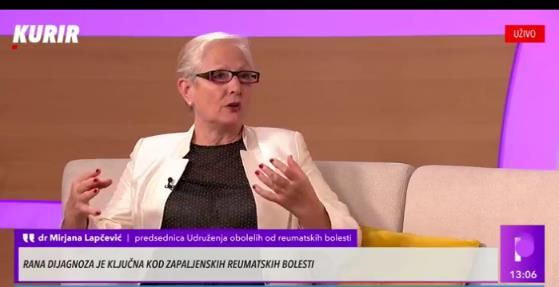 KURIR
UŽIVO
dr Mirjana Lapčević | predsednica Udruženja obolelih od reumatskih bolesti
RANA DIJAGNOZA JE KLJUČNA KOD ZAPALJENSKIH REUMATSKIH BOLESTI
13:06